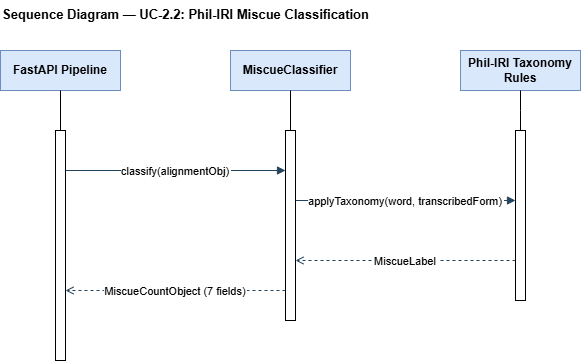 Sequence Diagram — UC-2.2: Phil-IRI Miscue Classification
FastAPI Pipeline
MiscueClassifier
Phil-IRI Taxonomy
Rules
classify(alignmentObj)
applyTaxonomy(word, transcribedForm)
MiscueLabel
MiscueCountObject (7 fields)